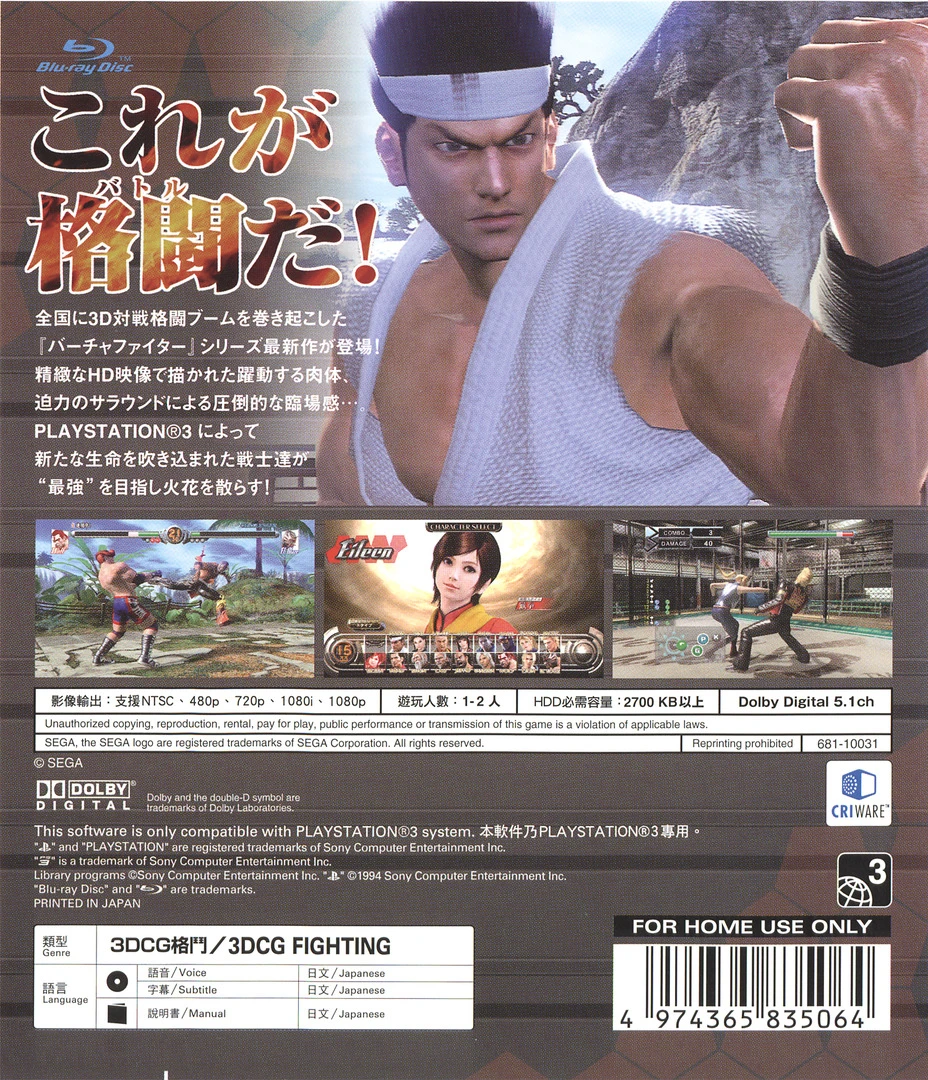 Blu-ray Disc™
これが
バトル
格闘だ!
全国に3D対戦格闘ブームを巻き起こした
『バーチャファイター』シリーズ最新作が登場!
精緻なHD映像で描かれた躍動する肉体、
迫力のサラウンドによる圧倒的な臨場感…。
PLAYSTATION®3 によって
新たな生命を吹き込まれた戦士達が
“最強”を目指し火花を散らす!
CHARACTER SELECT
Eileen
15
COMBO 3
DAMAGE 40
P K
G
影像輸出:支援NTSC、480p、720p、1080i、1080p
遊玩人數:1-2 人
HDD必需容量:2700 KB以上
Dolby Digital 5.1ch
Unauthorized copying, reproduction, rental, pay for play, public performance or transmission of this game is a violation of applicable laws.
SEGA, the SEGA logo are registered trademarks of SEGA Corporation. All rights reserved.
Reprinting prohibited
681-10031
© SEGA
DOLBY®
DIGITAL
Dolby and the double-D symbol are
trademarks of Dolby Laboratories.
CRIWARE™
This software is only compatible with PLAYSTATION®3 system. 本軟件乃PLAYSTATION®3專用。
" " and "PLAYSTATION" are registered trademarks of Sony Computer Entertainment Inc.
" " is a trademark of Sony Computer Entertainment Inc.
Library programs ©Sony Computer Entertainment Inc. " " ©1994 Sony Computer Entertainment Inc.
"Blu-ray Disc" and " " are trademarks.
PRINTED IN JAPAN
3
FOR HOME USE ONLY
類型
Genre
3DCG格鬥/3DCG FIGHTING
語言
Language
語音/Voice
日文/Japanese
字幕/Subtitle
日文/Japanese
說明書/Manual
日文/Japanese
4 974365 835064